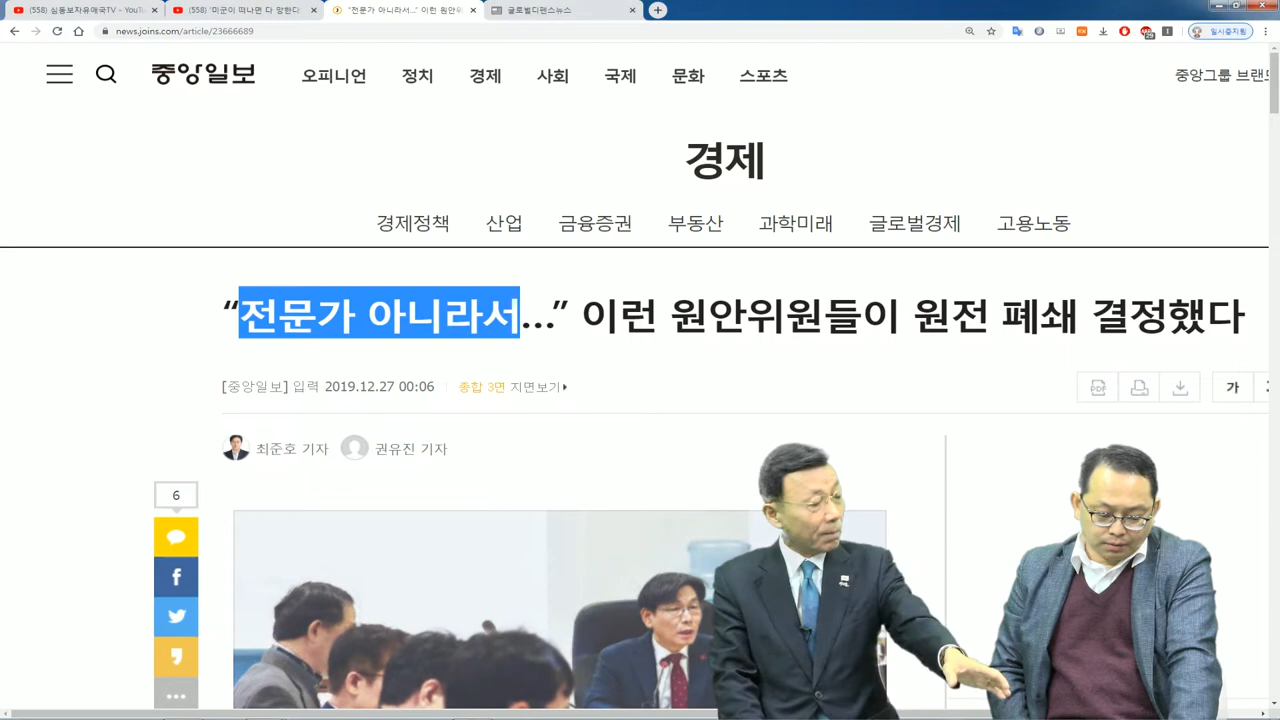 (558) 심동보자유애국TV - YouT
(558) '미군이 떠나면 다 망한다
"전문가 아니라서..." 이런 원안위
글로벌디펜스뉴스
news.joins.com/article/23666689
일시중지됨
중앙일보 오피니언 정치 경제 사회 국제 문화 스포츠 중앙그룹 브랜드
경제
경제정책 산업 금융증권 부동산 과학미래 글로벌경제 고용노동
“전문가 아니라서…” 이런 원안위원들이 원전 폐쇄 결정했다
[중앙일보] 입력 2019.12.27 00:06 종합 3면 지면보기
PDF 가
최준호 기자 권유진 기자
6